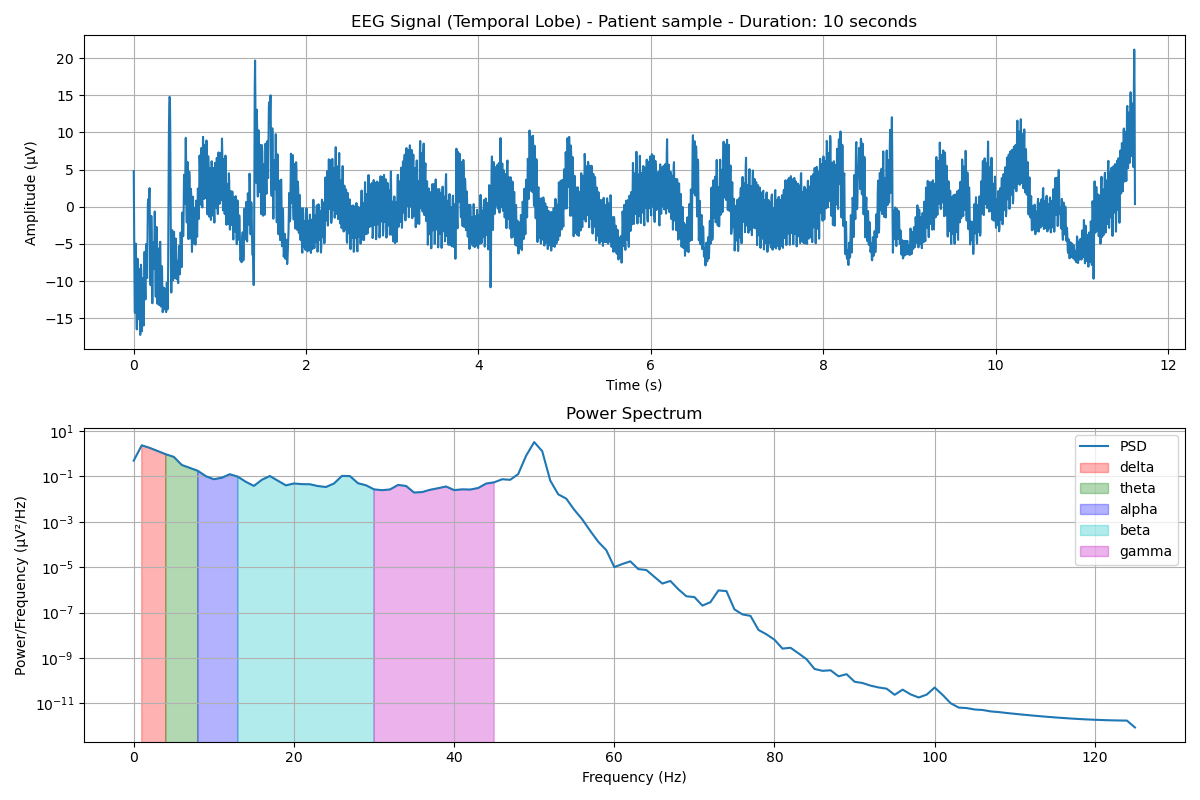 EEG Signal (Temporal Lobe) - Patient sample - Duration: 10 seconds
Amplitude (µV)
20
15
10
5
0
−5
−10
−15
0 2 4 6 8 10 12
Time (s)
Power Spectrum
Power/Frequency (µV²/Hz)
10¹
10⁻¹
10⁻³
10⁻⁵
10⁻⁷
10⁻⁹
10⁻¹¹
PSD
delta
theta
alpha
beta
gamma
0 20 40 60 80 100 120
Frequency (Hz)